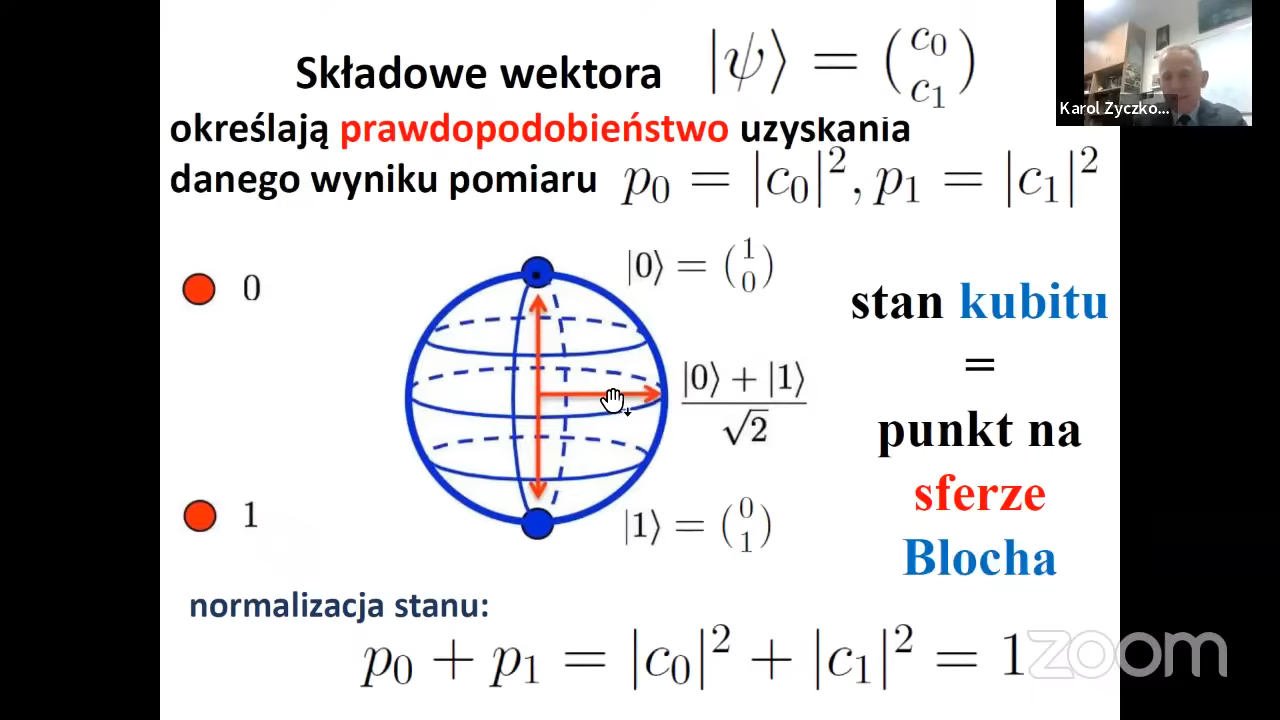 Składowe wektora |ψ⟩ = (c₀ c₁)
określają prawdopodobieństwo uzyskania
danego wyniku pomiaru p₀ = |c₀|², p₁ = |c₁|²
Karol Zyczko...
0
|0⟩ = (1 0)
stan kubitu
=
punkt na
sferze
Blocha
|0⟩ + |1⟩
√2
1
|1⟩ = (0 1)
normalizacja stanu:
p₀ + p₁ = |c₀|² + |c₁|² = 1
zoom